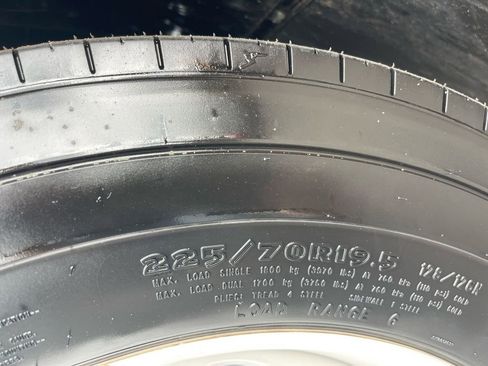 225/70R19.5 128/126N
MAX. LOAD SINGLE 1800 kg (3970 lbs) AT 760 kPa (110 PSI) COLD
MAX. LOAD DUAL 1700 kg (3750 lbs) AT 760 kPa (110 PSI) COLD
PLIES: TREAD 4 STEEL SIDEWALL 1 STEEL
LOAD RANGE G